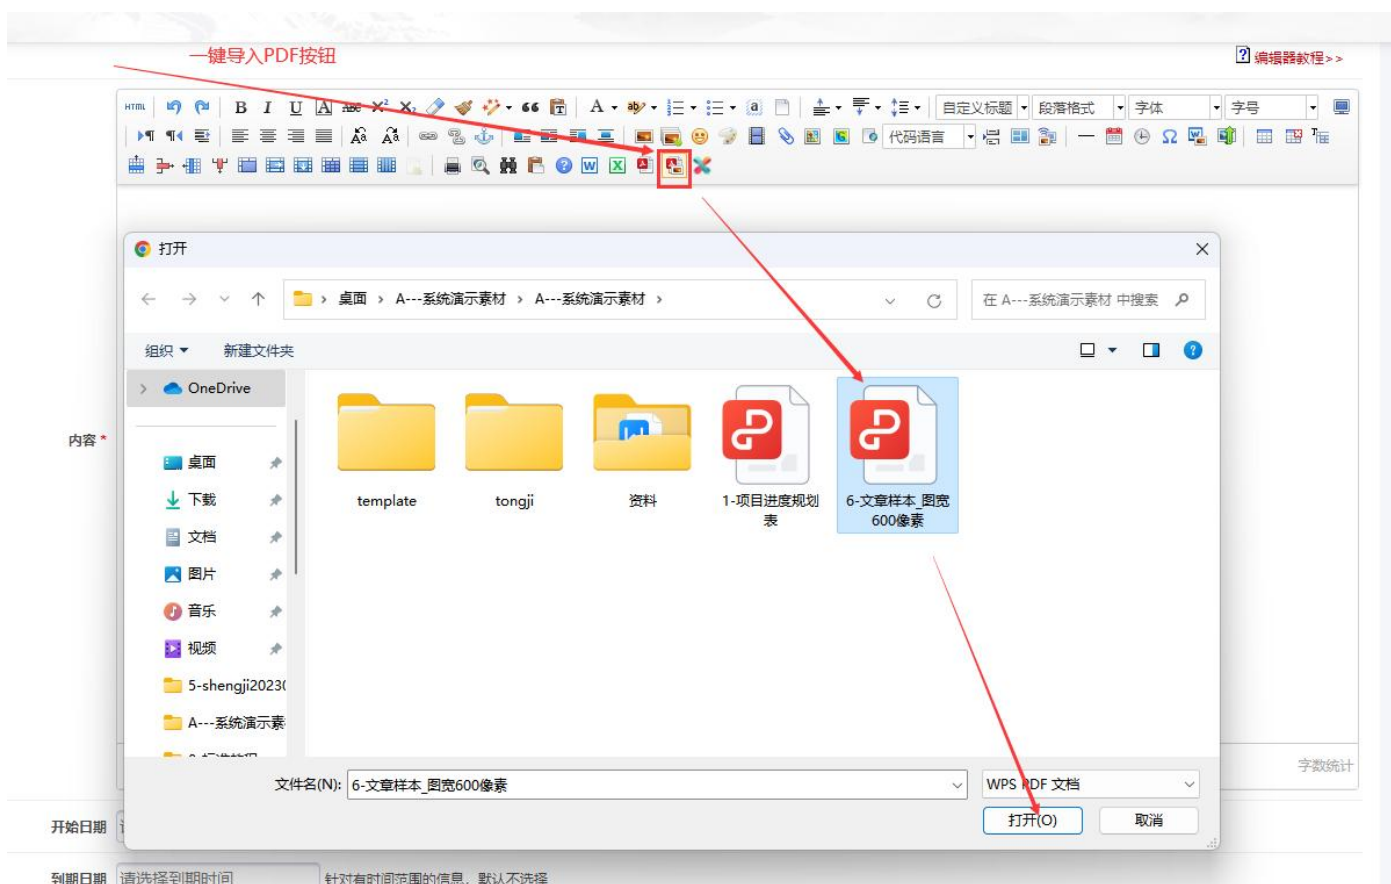 一键导入PDF按钮
编辑器教程>>
HTML
B I U A ABC X² X₂
自定义标题 段落格式 字体 字号
代码语言
内容 *
打开
桌面 › A---系统演示素材 › A---系统演示素材 ›
在 A---系统演示素材 中搜索
组织 新建文件夹
OneDrive
桌面
下载
文档
图片
音乐
视频
5-shengji2023
A---系统演示素
template
tongji
资料
1-项目进度规划
表
6-文章样本_图宽
600像素
文件名(N): 6-文章样本_图宽600像素
WPS PDF 文档
打开(O) 取消
字数统计
开始日期
到期日期 请选择到期时间 针对有时间范围的信息，默认不选择